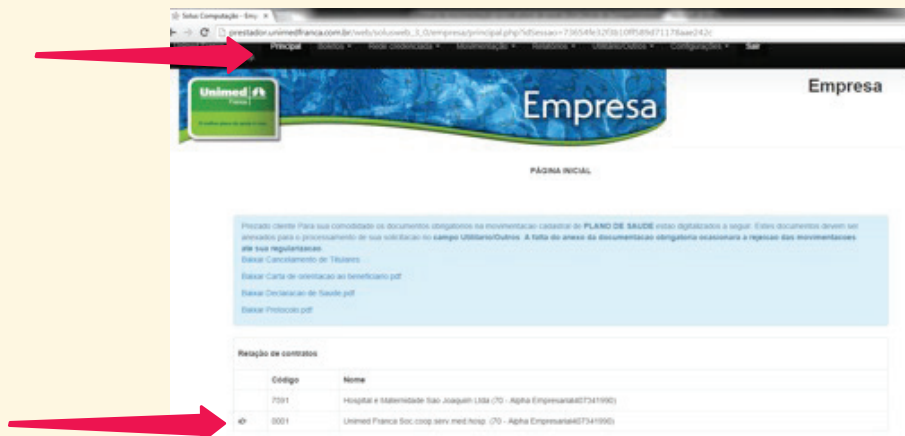 Solus Computação - Emp
prestador.unimedfranca.com.br/web/solusweb_3_0/empresa/principal.php?idSessao=
Principal Boletos Rede Credenciada Movimentação Relatórios Utilitário/Outros Configurações Sair
Unimed
Franca
Empresa
Empresa
PÁGINA INICIAL
Prezado cliente Para sua comodidade os documentos obrigatorios na movimentacao cadastral do PLANO DE SAUDE estao digitalizados a seguir. Estes documentos devem ser
anexados para o processamento de sua solicitacao no campo Utilitario/Outros. A falta do anexo da documentacao obrigatoria ocasionara a rejeicao das movimentacoes
ate sua regularizacao.
Baixar Cancelamento de Titulares
Baixar Carta de orientacao ao beneficiario.pdf
Baixar Declaracao de Saude.pdf
Baixar Protocolo.pdf
Relação de contratos
Código Nome
7091 Hospital e Maternidade Sao Joaquim Ltda (70 - Alpha Empresarial407341990)
0001 Unimed Franca Soc.coop.serv.med.hosp. (70 - Alpha Empresarial407341990)